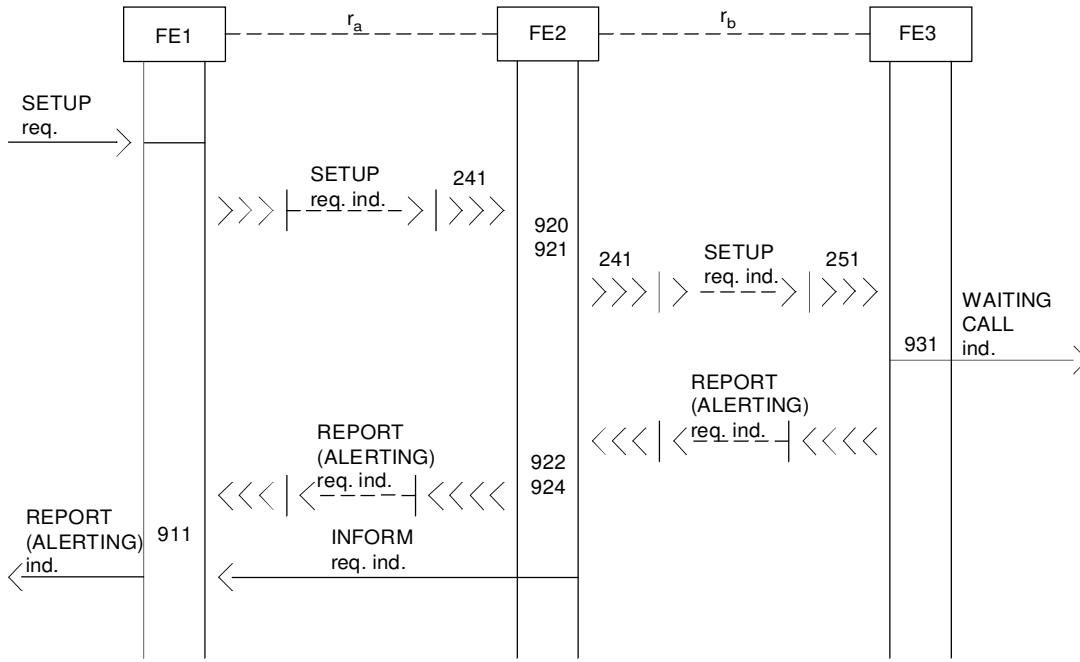 FE1
ra
FE2
rb
FE3
SETUP
req.
SETUP
req. ind.
241
920
921
241
SETUP
req. ind.
251
WAITING
CALL
ind.
931
REPORT
(ALERTING)
req. ind.
REPORT
(ALERTING)
req. ind.
922
924
REPORT
(ALERTING)
ind.
911
INFORM
req. ind.